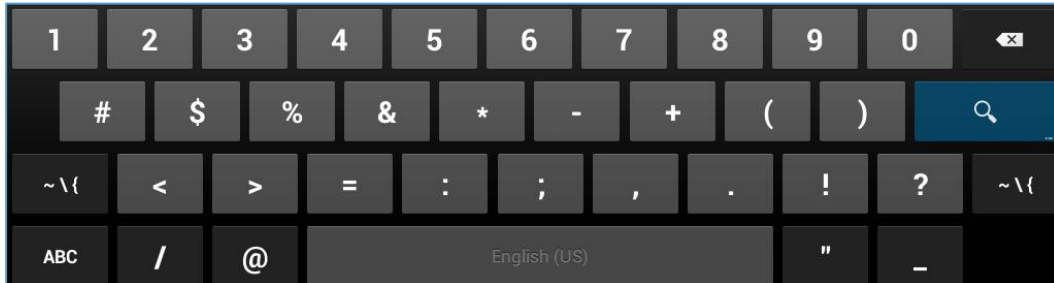 1 2 3 4 5 6 7 8 9 0
# $ % & * - + ( )
~ \ { < > = : ; , . ! ? ~ \ {
ABC / @ English (US) " _